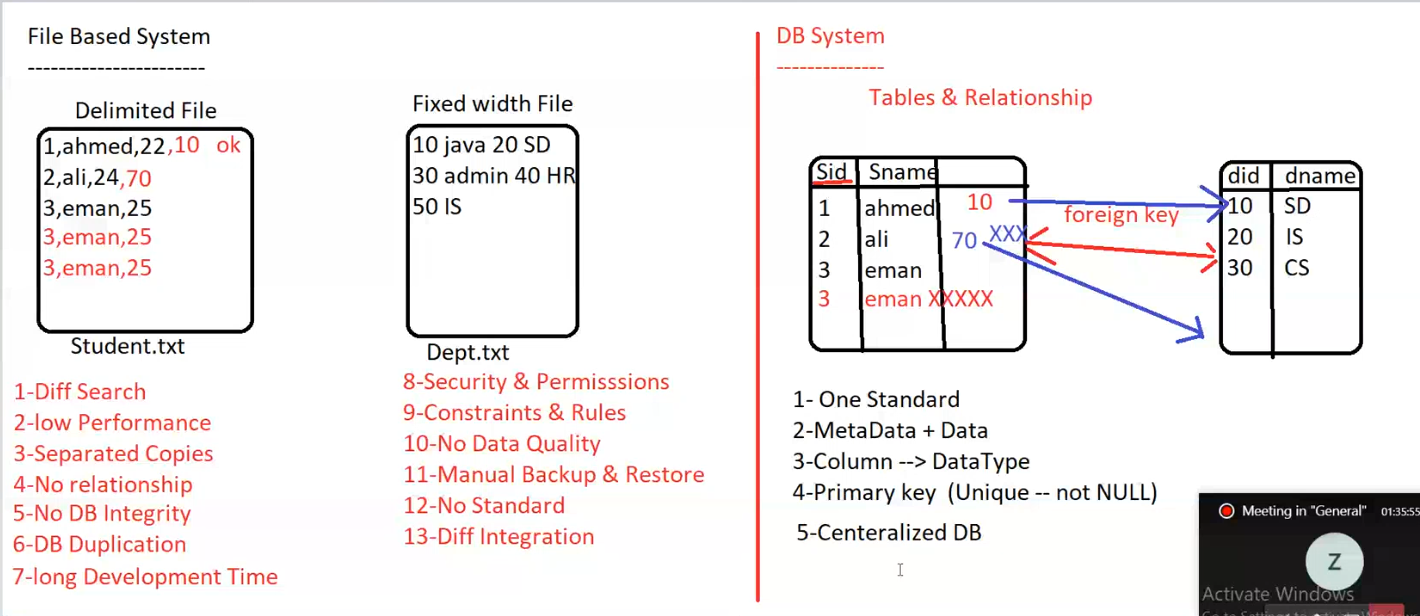 File Based System
-----------------------
Delimited File
1,ahmed,22,10 ok
2,ali,24,70
3,eman,25
3,eman,25
3,eman,25
Student.txt
Fixed width File
10 java 20 SD
30 admin 40 HR
50 IS
Dept.txt
1-Diff Search
2-low Performance
3-Separated Copies
4-No relationship
5-No DB Integrity
6-DB Duplication
7-long Development Time
8-Security & Permisssions
9-Constraints & Rules
10-No Data Quality
11-Manual Backup & Restore
12-No Standard
13-Diff Integration
DB System
--------------
Tables & Relationship
Sid Sname
1 ahmed 10
2 ali 70 XXX
3 eman
3 eman XXXXX
foreign key
did dname
10 SD
20 IS
30 CS
1- One Standard
2-MetaData + Data
3-Column --> DataType
4-Primary key (Unique -- not NULL)
5-Centeralized DB
Meeting in "General" 01:35:55
Z
Activate Windows